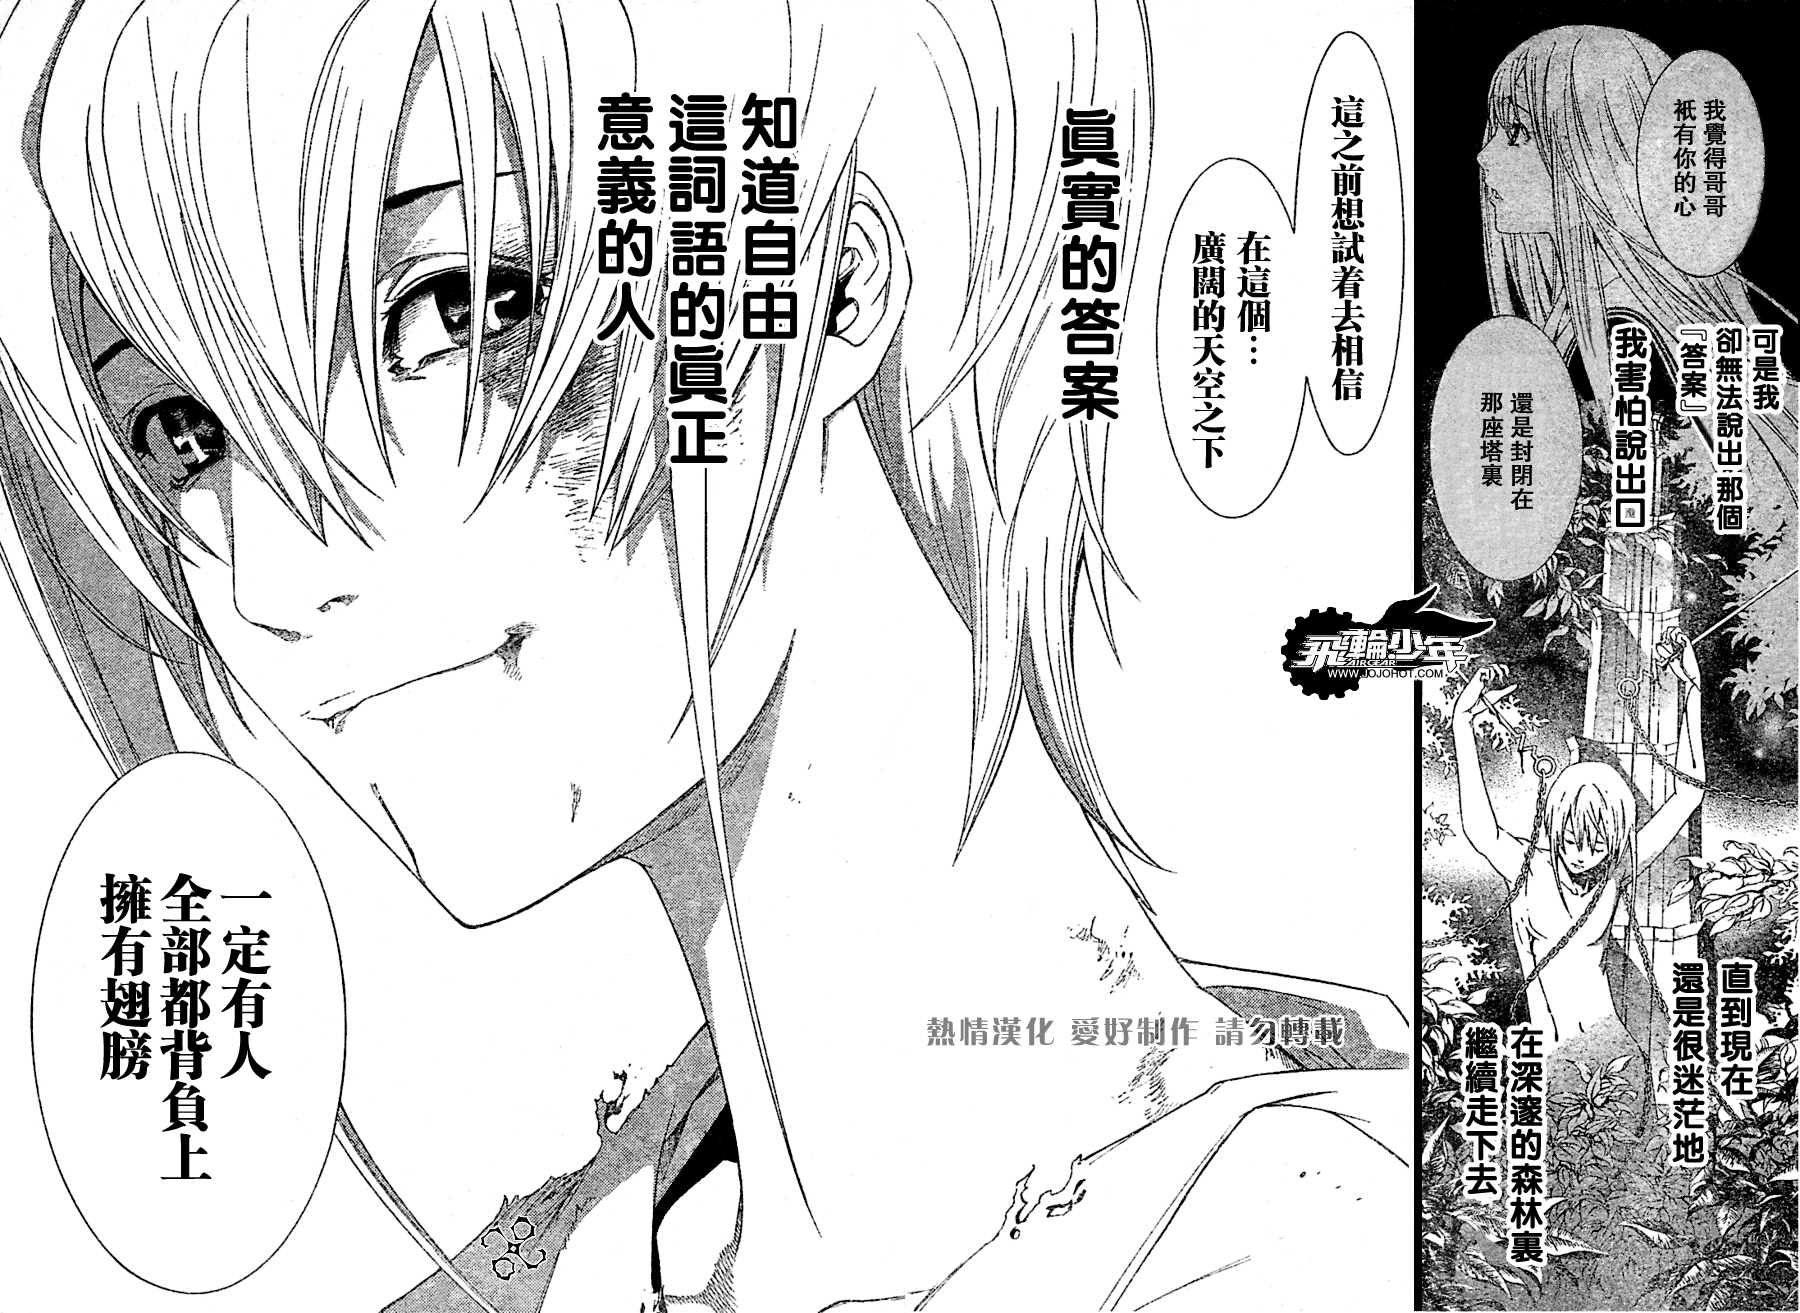 我覺得哥哥
衹有你的心
還是封閉在
那座塔裏
可是我
卻無法說出那個
『答案』
我害怕說出口
直到現在
還是很迷茫地
在深邃的森林裏
繼續走下去
這之前想試着去相信
在這個…
廣闊的天空之下
眞實的答案
知道自由
這詞語的眞正
意義的人
一定有人
全部都背負上
擁有翅膀
飛輪少年
AIRGEAR
WWW.JOJOHOT.COM
熱情漢化 愛好制作 請勿轉載